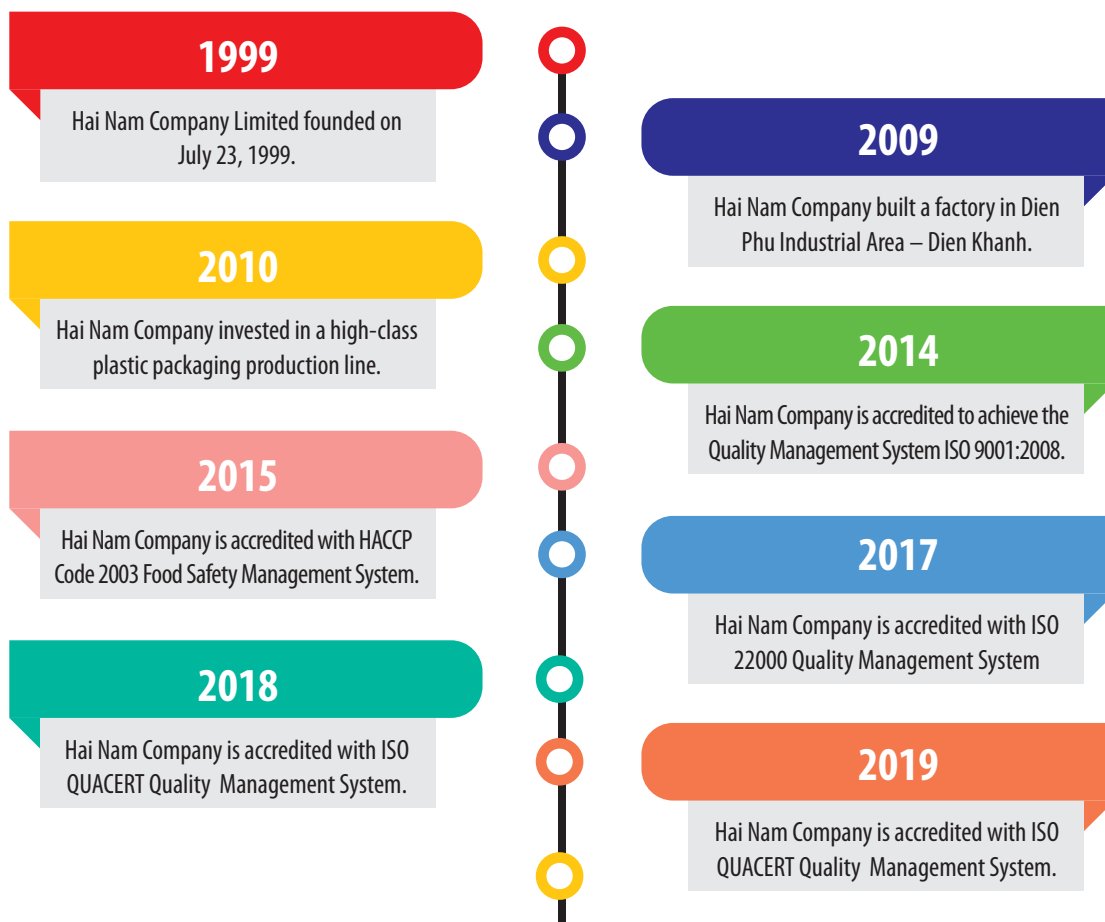 1999
Hai Nam Company Limited founded on
July 23, 1999.
2009
Hai Nam Company built a factory in Dien
Phu Industrial Area – Dien Khanh.
2010
Hai Nam Company invested in a high-class
plastic packaging production line.
2014
Hai Nam Company is accredited to achieve the
Quality Management System ISO 9001:2008.
2015
Hai Nam Company is accredited with HACCP
Code 2003 Food Safety Management System.
2017
Hai Nam Company is accredited with ISO
22000 Quality Management System
2018
Hai Nam Company is accredited with ISO
QUACERT Quality  Management System.
2019
Hai Nam Company is accredited with ISO
QUACERT Quality  Management System.